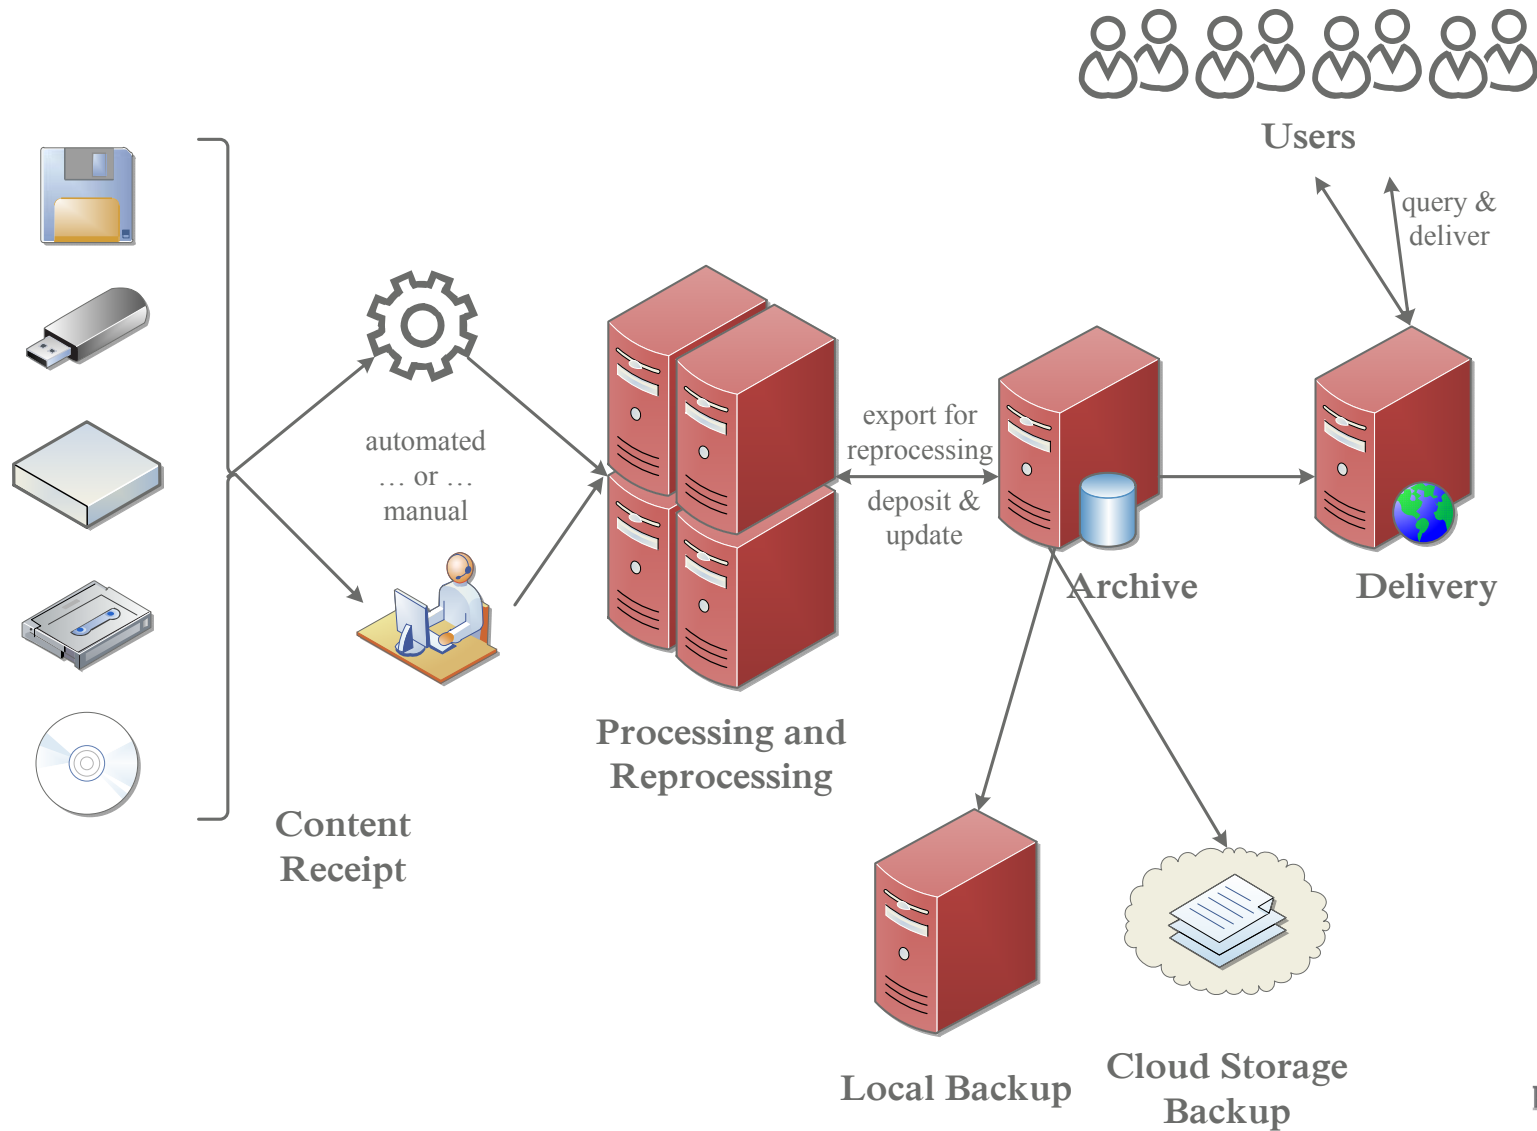 Users
query &
deliver
automated
… or …
manual
export for
reprocessing
deposit &
update
Archive
Delivery
Processing and
Reprocessing
Content
Receipt
Local Backup
Cloud Storage
Backup